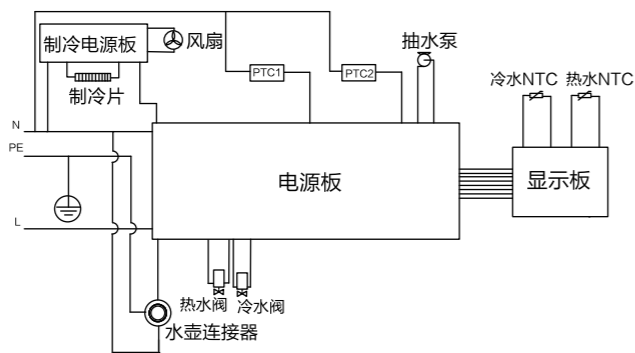 制冷电源板
风扇
抽水泵
PTC1
PTC2
冷水NTC
热水NTC
制冷片
N
PE
电源板
显示板
L
热水阀
冷水阀
水壶连接器